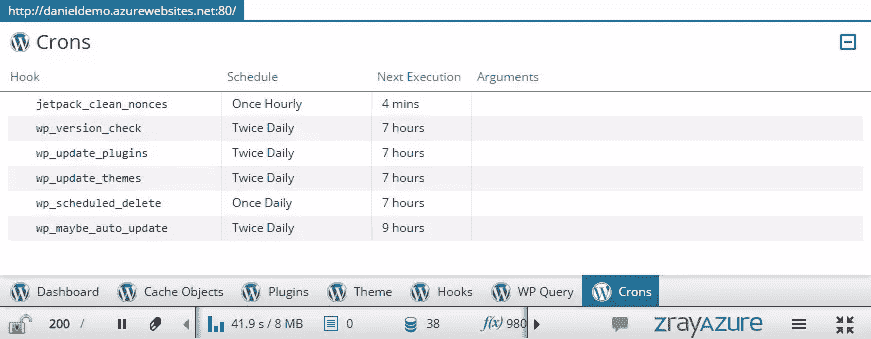 http://danieldemo.azurewebsites.net:80/
Crons
Hook Schedule Next Execution Arguments
jetpack_clean_nonces Once Hourly 4 mins
wp_version_check Twice Daily 7 hours
wp_update_plugins Twice Daily 7 hours
wp_update_themes Twice Daily 7 hours
wp_scheduled_delete Once Daily 7 hours
wp_maybe_auto_update Twice Daily 9 hours
Dashboard Cache Objects Plugins Theme Hooks WP Query Crons
200 / 41.9 s / 8 MB 0 38 f(x) 980 zrayAZURE